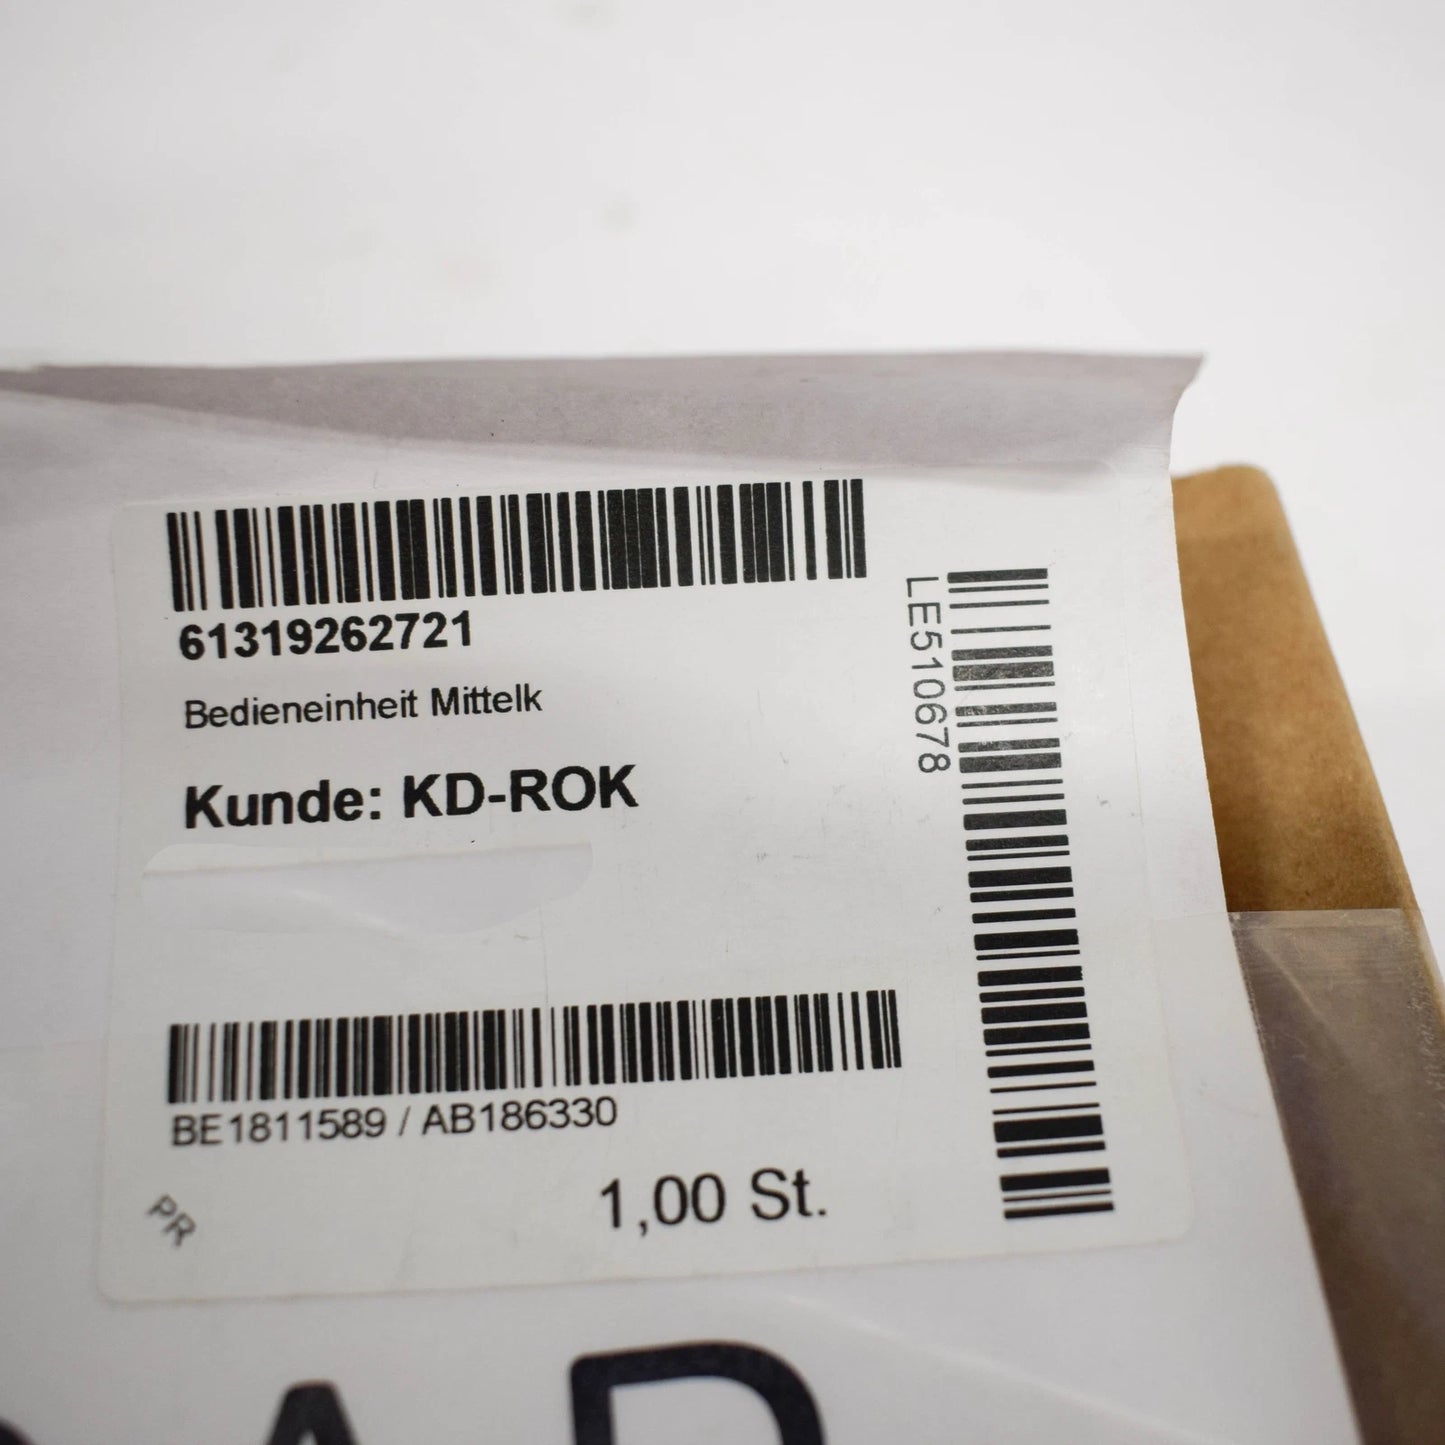 61319262721
Bedieneinheit Mittelk
Kunde: KD-ROK
LE510678
BE1811589 / AB186330
1,00 St.
PR